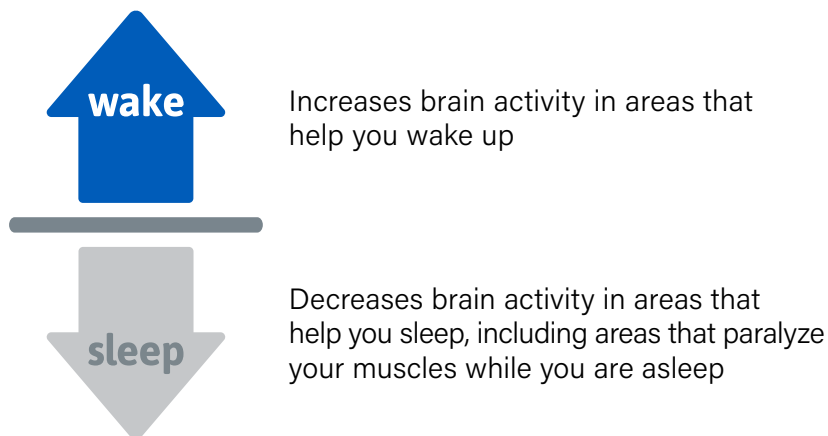 wake
Increases brain activity in areas that
help you wake up
sleep
Decreases brain activity in areas that
help you sleep, including areas that paralyze
your muscles while you are asleep